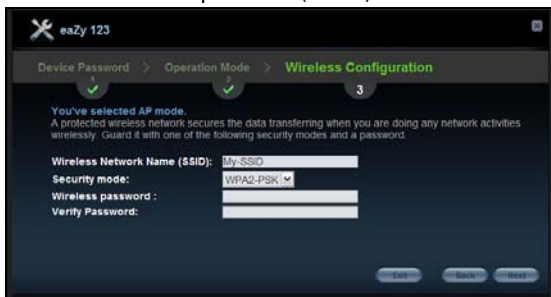 eaZy 123
Device Password > Operation Mode > Wireless Configuration
1 2 3
You've selected AP mode.
A protected wireless network secures the data transferring when you are doing any network activities
wirelessly. Guard it with one of the following security modes and a password.
Wireless Network Name (SSID): My-SSID
Security mode: WPA2-PSK
Wireless password :
Verify Password:
Exit Back Next